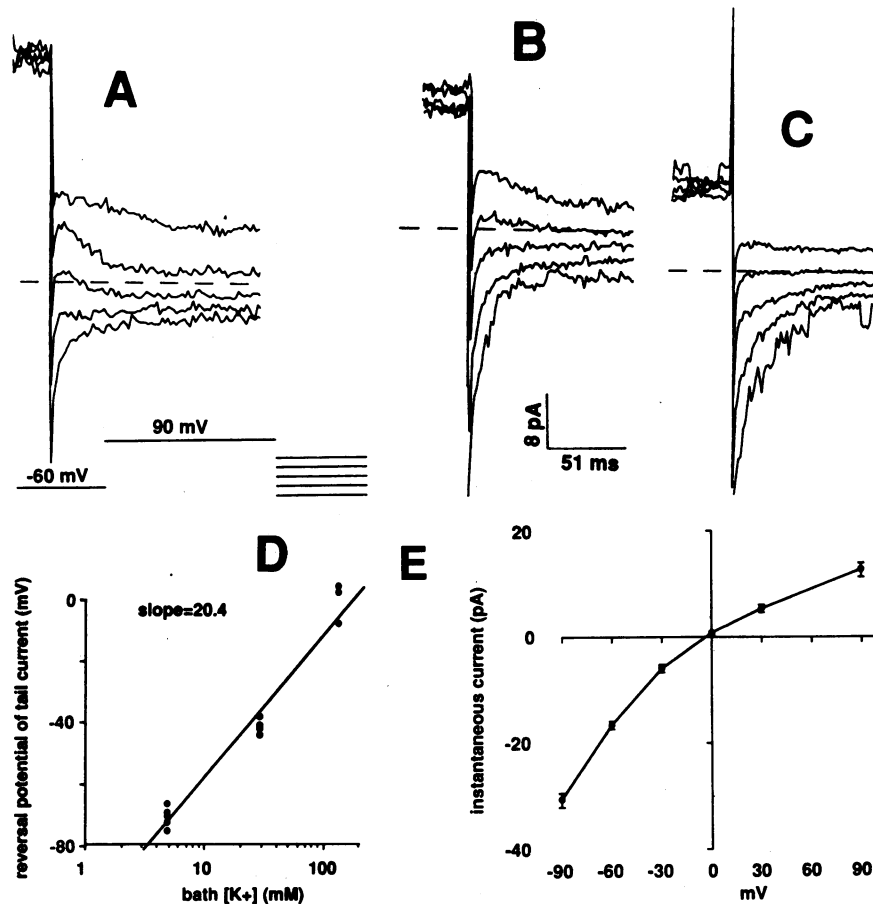 A
B
C
90 mV
-60 mV
8 pA
51 ms
D
E
slope=20.4
reversal potential of tail current (mV)
0
-40
-80
1
10
100
bath [K+] (mM)
instantaneous current (pA)
20
0
-20
-40
-90
-60
-30
0
30
60
90
mV